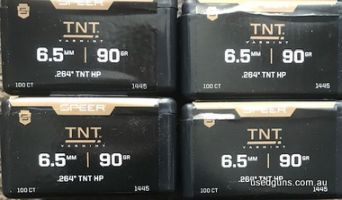 TNT. TNT.
VARMINT VARMINT
6.5MM | 90GR 6.5MM | 90GR
.264" TNT HP .264" TNT HP
100 CT 1445 100 CT 1445
SPEER SPEER
TNT. TNT.
VARMINT VARMINT
6.5MM | 90GR 6.5MM | 90GR
.264" TNT HP .264" TNT HP
100 CT 1445 100 CT 1445
usedguns.com.au